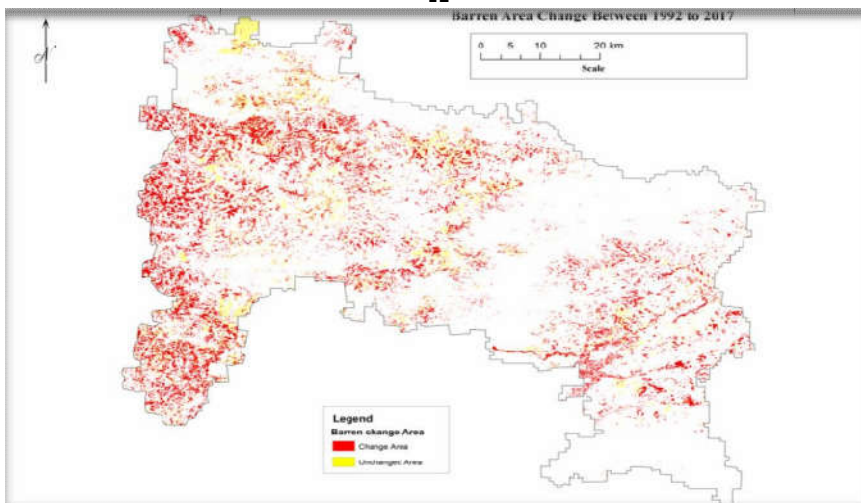 Barren Area Change Between 1992 to 2017
N
0 5 10 20 km
Scale
Legend
Barren change Area
Change Area
Unchanges Area